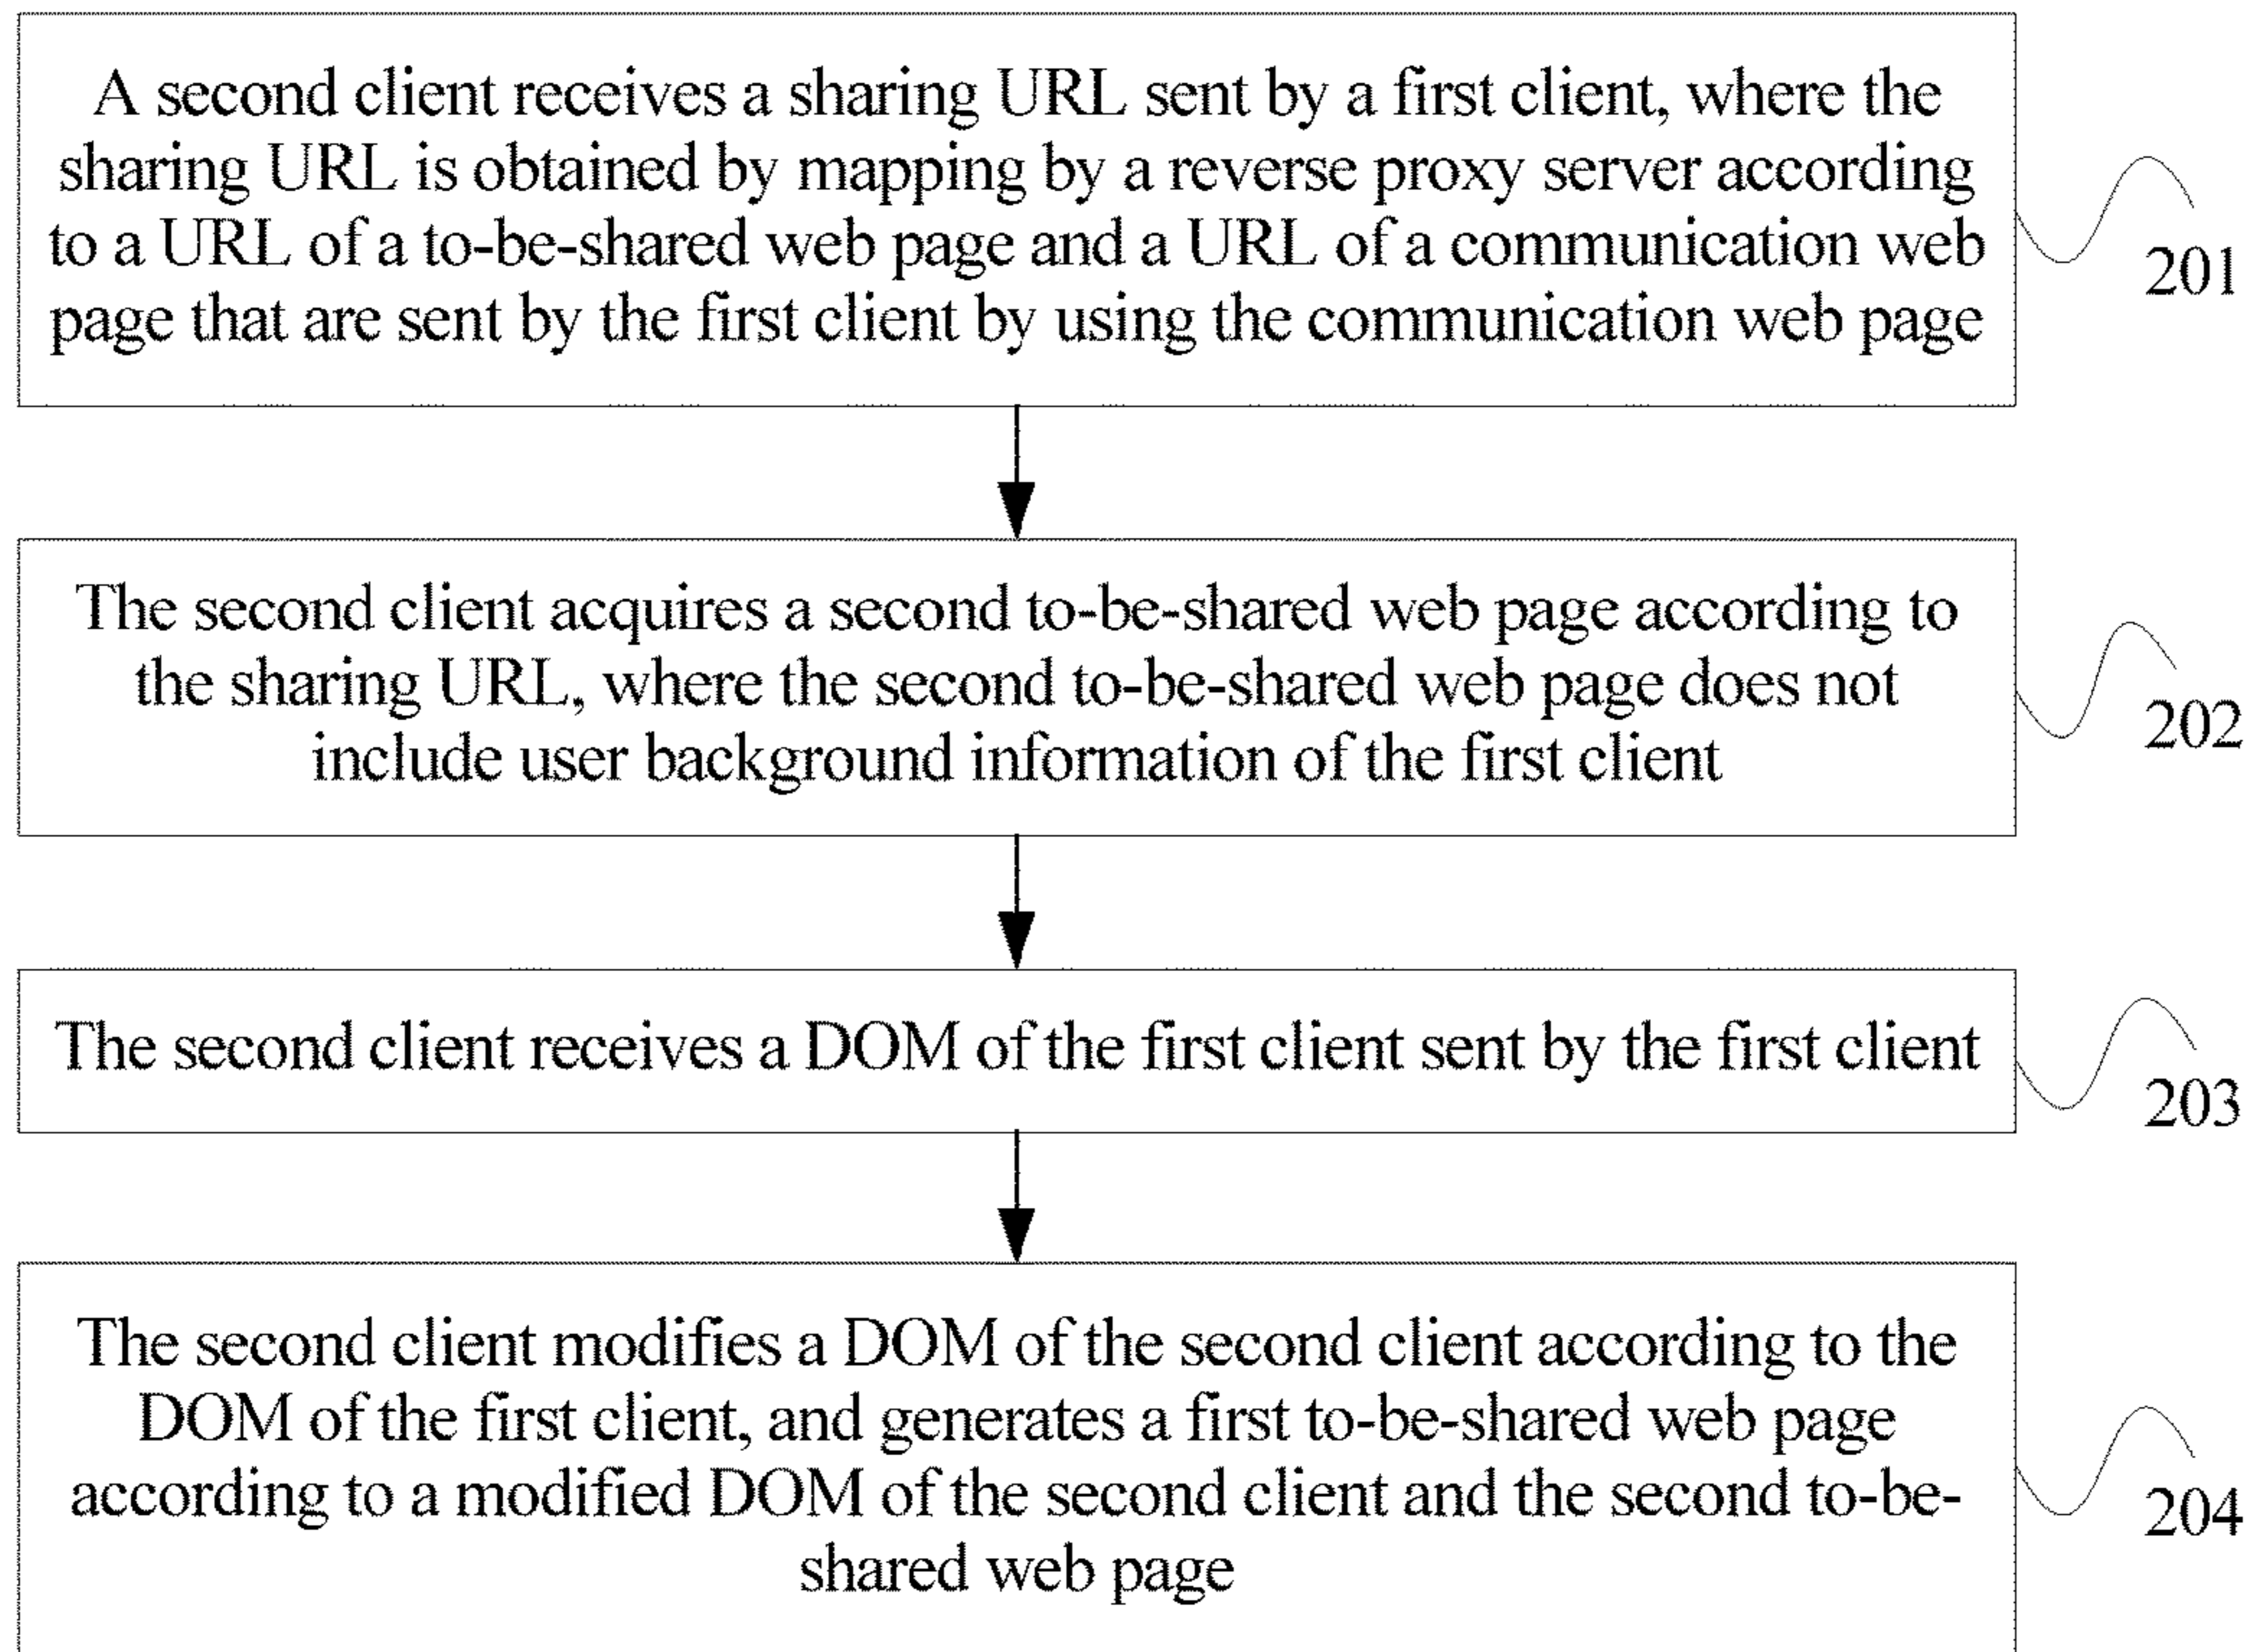 A second client receives a sharing URL sent by a first client, where the
sharing URL is obtained by mapping by a reverse proxy server according
to a URL of a to-be-shared web page and a URL of a communication web
page that are sent by the first client by using the communication web page
201
The second client acquires a second to-be-shared web page according to
the sharing URL, where the second to-be-shared web page does not
include user background information of the first client
202
The second client receives a DOM of the first client sent by the first client
203
The second client modifies a DOM of the second client according to the
DOM of the first client, and generates a first to-be-shared web page
according to a modified DOM of the second client and the second to-be-
shared web page
204